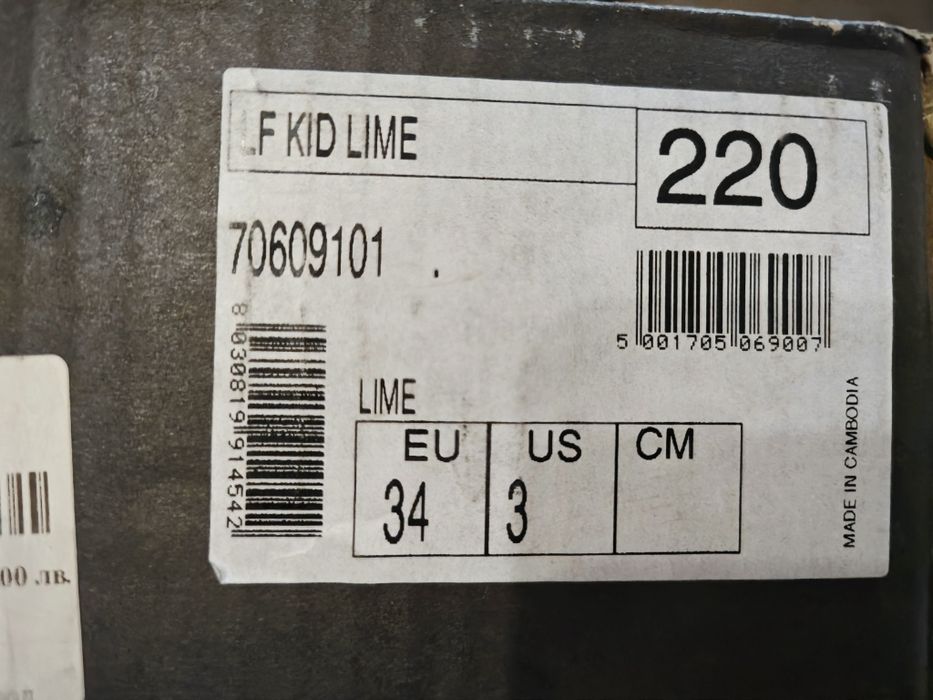 LF KID LIME
220
70609101 .
5 001705 069007
8 030819 914542
LIME
EU US CM
34 3
MADE IN CAMBODIA
00 лв.